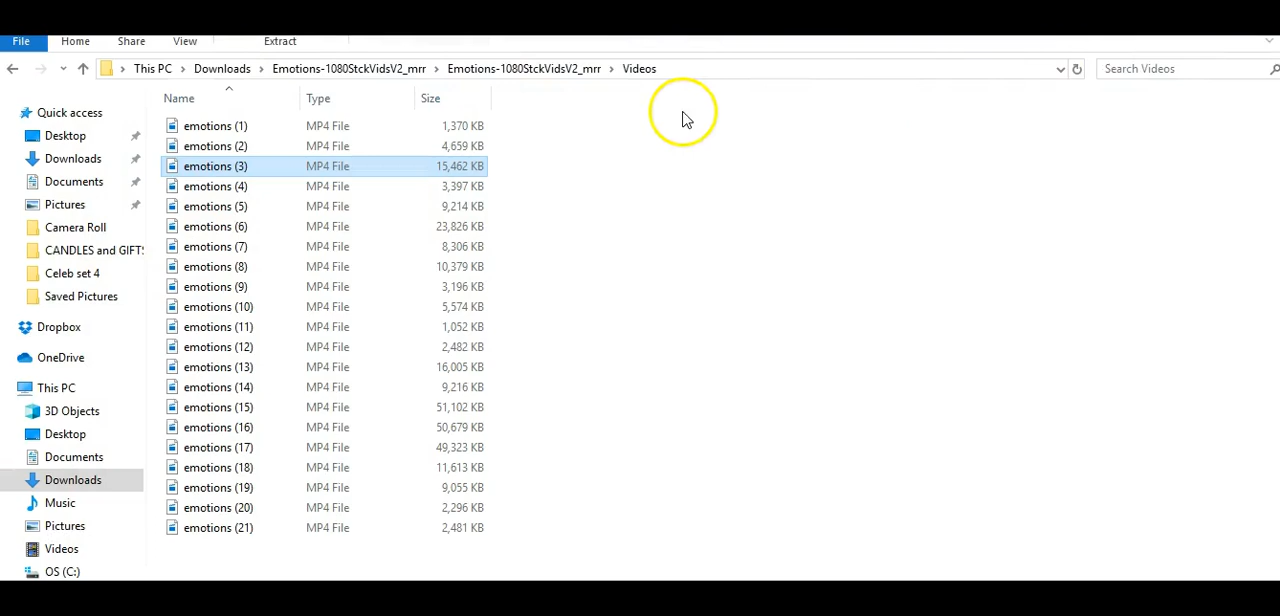 File Home Share View Extract
This PC > Downloads > Emotions-1080StckVidsV2_mrr > Emotions-1080StckVidsV2_mrr > Videos
Search Videos
Quick access
Desktop
Downloads
Documents
Pictures
Camera Roll
CANDLES and GIFTS
Celeb set 4
Saved Pictures
Dropbox
OneDrive
This PC
3D Objects
Desktop
Documents
Downloads
Music
Pictures
Videos
OS (C:)
Name Type Size
emotions (1) MP4 File 1,370 KB
emotions (2) MP4 File 4,659 KB
emotions (3) MP4 File 15,462 KB
emotions (4) MP4 File 3,397 KB
emotions (5) MP4 File 9,214 KB
emotions (6) MP4 File 23,826 KB
emotions (7) MP4 File 8,306 KB
emotions (8) MP4 File 10,379 KB
emotions (9) MP4 File 3,196 KB
emotions (10) MP4 File 5,574 KB
emotions (11) MP4 File 1,052 KB
emotions (12) MP4 File 2,482 KB
emotions (13) MP4 File 16,005 KB
emotions (14) MP4 File 9,216 KB
emotions (15) MP4 File 51,102 KB
emotions (16) MP4 File 50,679 KB
emotions (17) MP4 File 49,323 KB
emotions (18) MP4 File 11,613 KB
emotions (19) MP4 File 9,055 KB
emotions (20) MP4 File 2,296 KB
emotions (21) MP4 File 2,481 KB